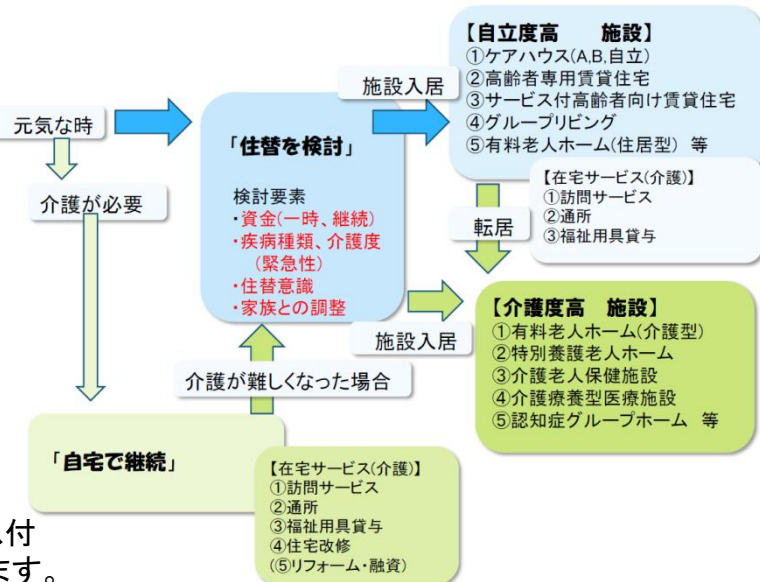 元気な時
介護が必要
「住替を検討」
検討要素
・資金(一時、継続)
・疾病種類、介護度
(緊急性)
・住替意識
・家族との調整
施設入居
【自立度高　　施設】
①ケアハウス(A,B,自立)
②高齢者専用賃貸住宅
③サービス付高齢者向け賃貸住宅
④グループリビング
⑤有料老人ホーム(住居型) 等
【在宅サービス(介護)】
①訪問サービス
②通所
③福祉用具貸与
転居
施設入居
【介護度高　施設】
①有料老人ホーム(介護型)
②特別養護老人ホーム
③介護老人保健施設
④介護療養型医療施設
⑤認知症グループホーム 等
介護が難しくなった場合
「自宅で継続」
【在宅サービス(介護)】
①訪問サービス
②通所
③福祉用具貸与
④住宅改修
(⑤リフォーム・融資)
付
ます。